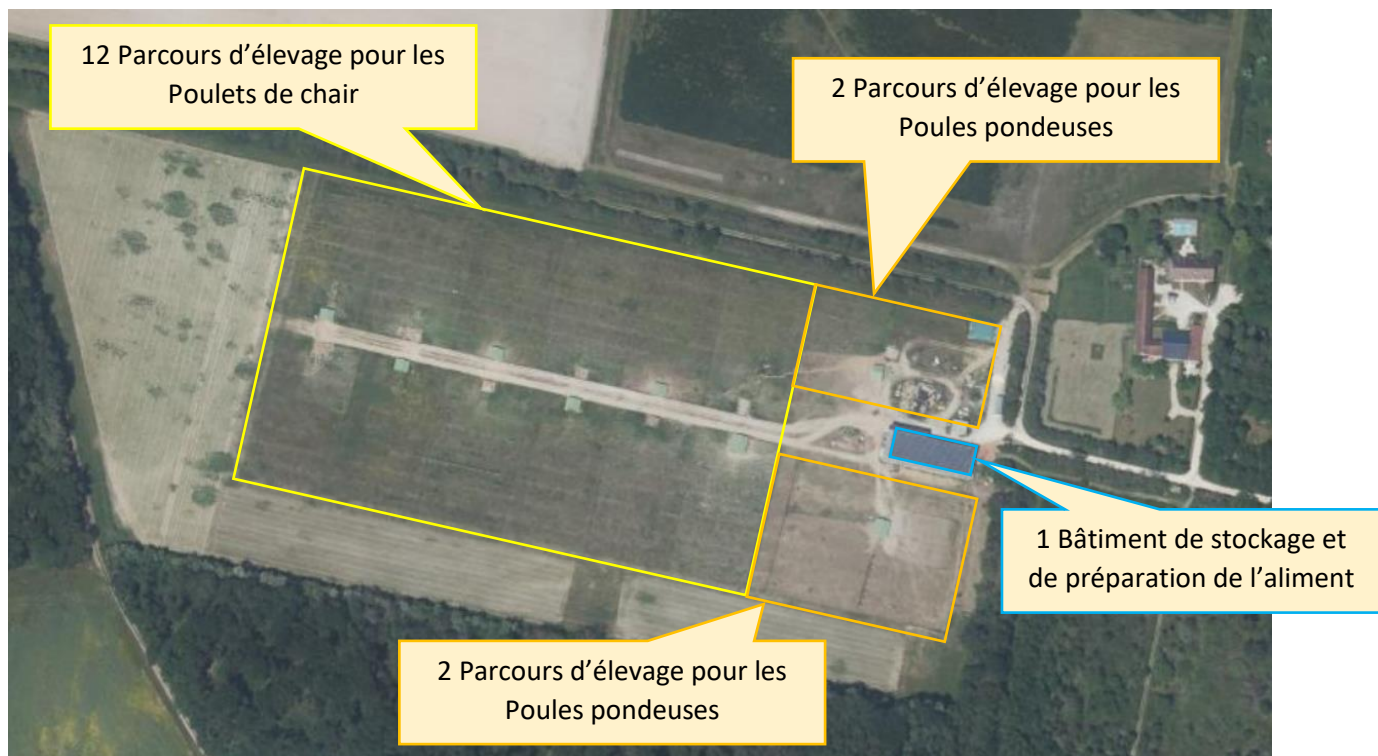 12 Parcours d’élevage pour les
Poulets de chair
2 Parcours d’élevage pour les
Poules pondeuses
1 Bâtiment de stockage et
de préparation de l’aliment
2 Parcours d’élevage pour les
Poules pondeuses